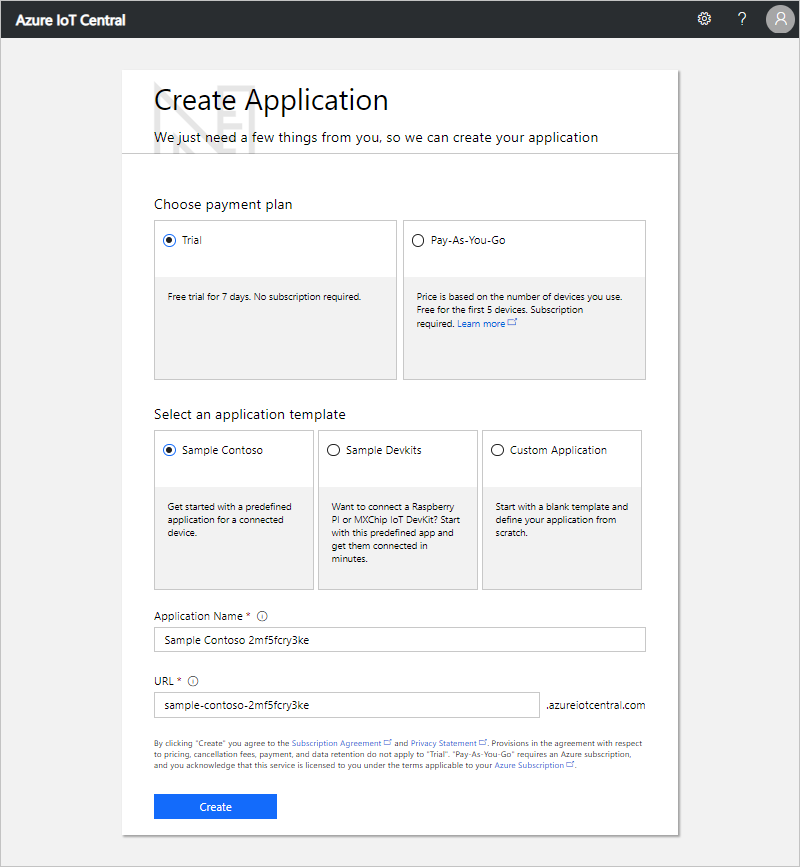 Azure IoT Central
?
Create Application
We just need a few things from you, so we can create your application
Choose payment plan
Trial
Pay-As-You-Go
Free trial for 7 days. No subscription required.
Price is based on the number of devices you use.
Free for the first 5 devices. Subscription
required. Learn more
Select an application template
Sample Contoso
Sample Devkits
Custom Application
Get started with a predefined
application for a connected
device.
Want to connect a Raspberry
PI or MXChip IoT DevKit? Start
with this predefined app and
get them connected in
minutes.
Start with a blank template and
define your application from
scratch.
Application Name *
Sample Contoso 2mf5fcry3ke
URL *
sample-contoso-2mf5fcry3ke .azureiotcentral.com
By clicking "Create" you agree to the Subscription Agreement and Privacy Statement. Provisions in the agreement with respect
to pricing, cancellation fees, payment, and data retention do not apply to "Trial". "Pay-As-You-Go" requires an Azure subscription,
and you acknowledge that this service is licensed to you under the terms applicable to your Azure Subscription.
Create